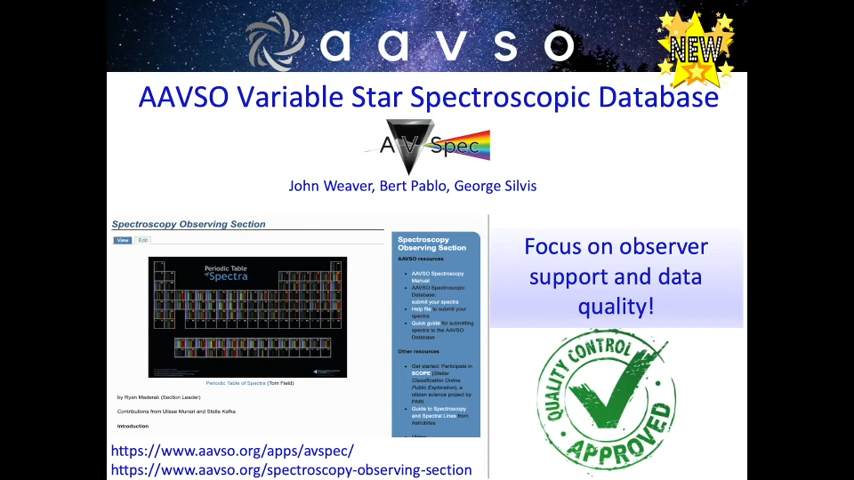 aavso
NEW
AAVSO Variable Star Spectroscopic Database
AVSpec
John Weaver, Bert Pablo, George Silvis
Spectroscopy Observing Section
View
Edit
Periodic Table
of Spectra
Periodic Table of Spectra (Tom Field)
by Ryan Maderak (Section Leader)
Contributions from Ulisse Munari and Stella Kafka
Introduction
Spectroscopy
Observing Section
AAVSO resources
AAVSO Spectroscopy
Manual
AAVSO Spectroscopic
Database:
submit your spectra
Help file to submit your
spectra
Quick guide for submitting
spectra to the AAVSO
Database
Other resources
Get started: Participate in
SCOPE (Stellar
Classification Online
Public Exploration), a
citizen science project by
PARI
Guide to Spectroscopy
and Spectral Lines from
Astrobites
Focus on observer
support and data
quality!
QUALITY CONTROL
APPROVED
https://www.aavso.org/apps/avspec/
https://www.aavso.org/spectroscopy-observing-section